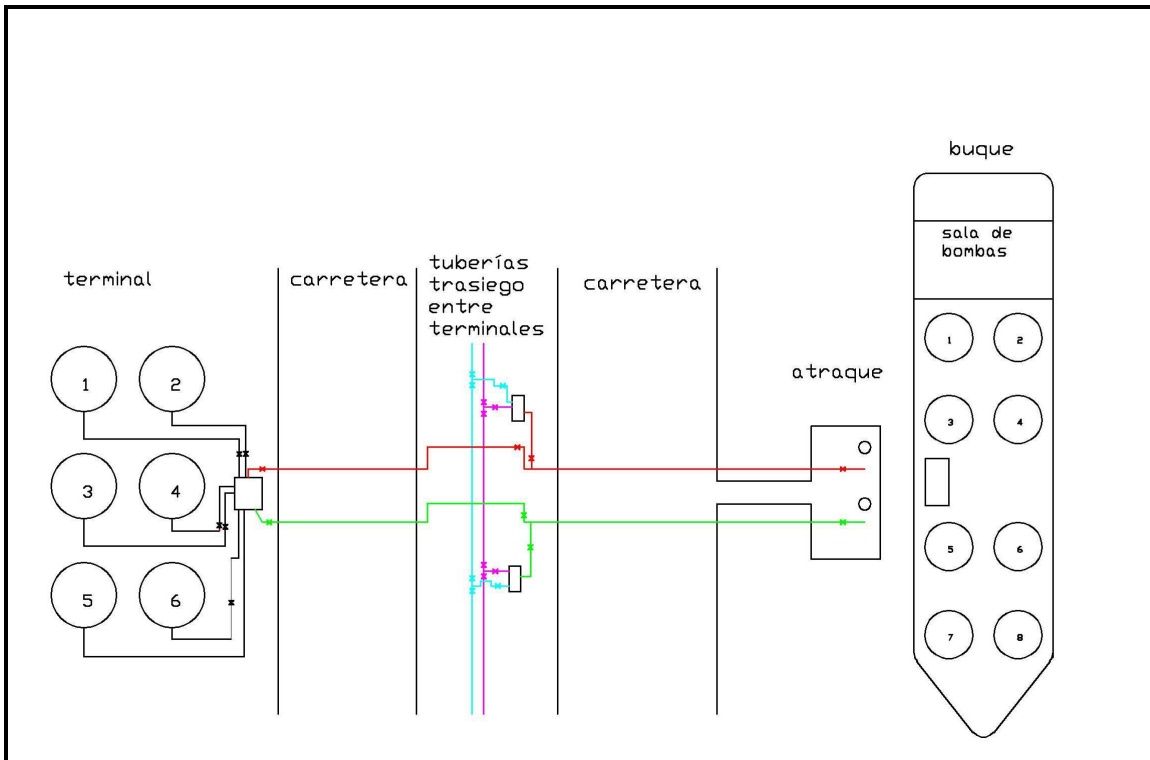 buque
sala de
bombas
terminal
carretera
tuberías
trasiego
entre
terminales
carretera
atraque
1
2
3
4
5
6
1
2
3
4
5
6
7
8